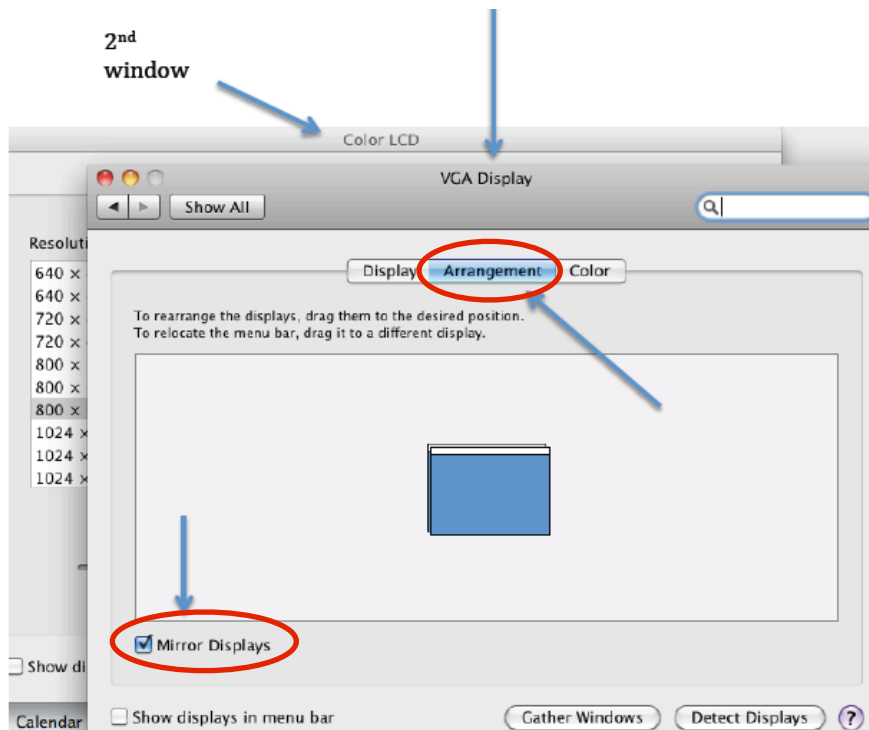 2nd
window
Color LCD
VGA Display
Show All
Resoluti
Display Arrangement Color
640 x
640 x
720 x
720 x
800 x
800 x
800 x
1024 x
1024 x
1024 x
To rearrange the displays, drag them to the desired position.
To relocate the menu bar, drag it to a different display.
Mirror Displays
Show di
Show displays in menu bar
Gather Windows
Detect Displays
?
Calendar